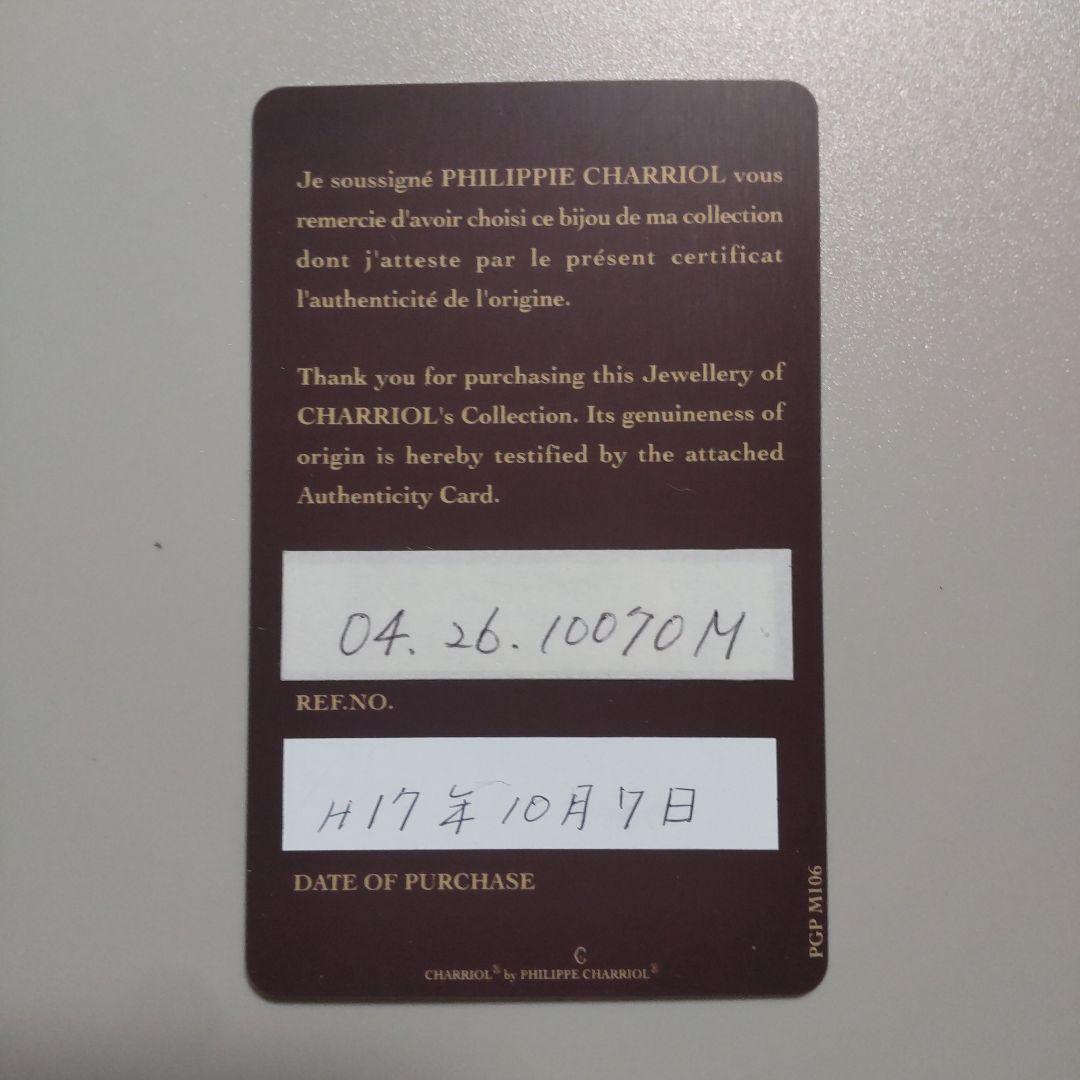 Je soussigné PHILIPPIE CHARRIOL vous
remercie d'avoir choisi ce bijou de ma collection
dont j'atteste par le présent certificat
l'authenticité de l'origine.
Thank you for purchasing this Jewellery of
CHARRIOL's Collection. Its genuineness of
origin is hereby testified by the attached
Authenticity Card.
04. 26. 10070M
REF.NO.
H17年10月7日
DATE OF PURCHASE
PGP M106
CHARRIOL® by PHILIPPE CHARRIOL®